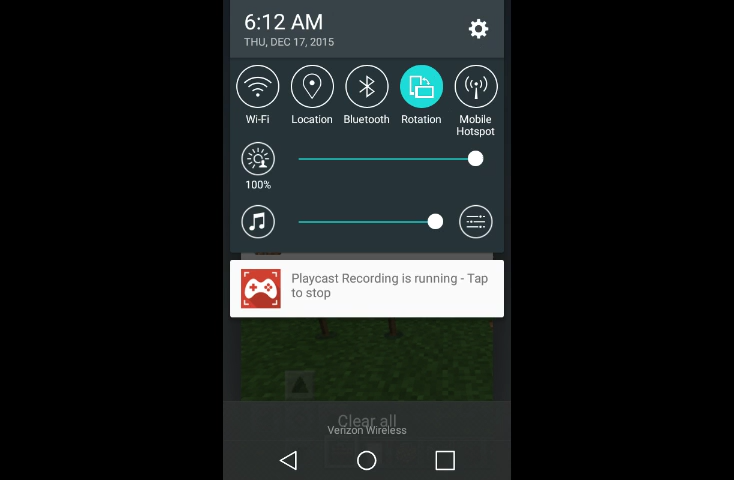 6:12 AM
THU, DEC 17, 2015
Wi-Fi
Location
Bluetooth
Rotation
Mobile
Hotspot
100%
Playcast Recording is running - Tap
to stop
Clear all
Verizon Wireless